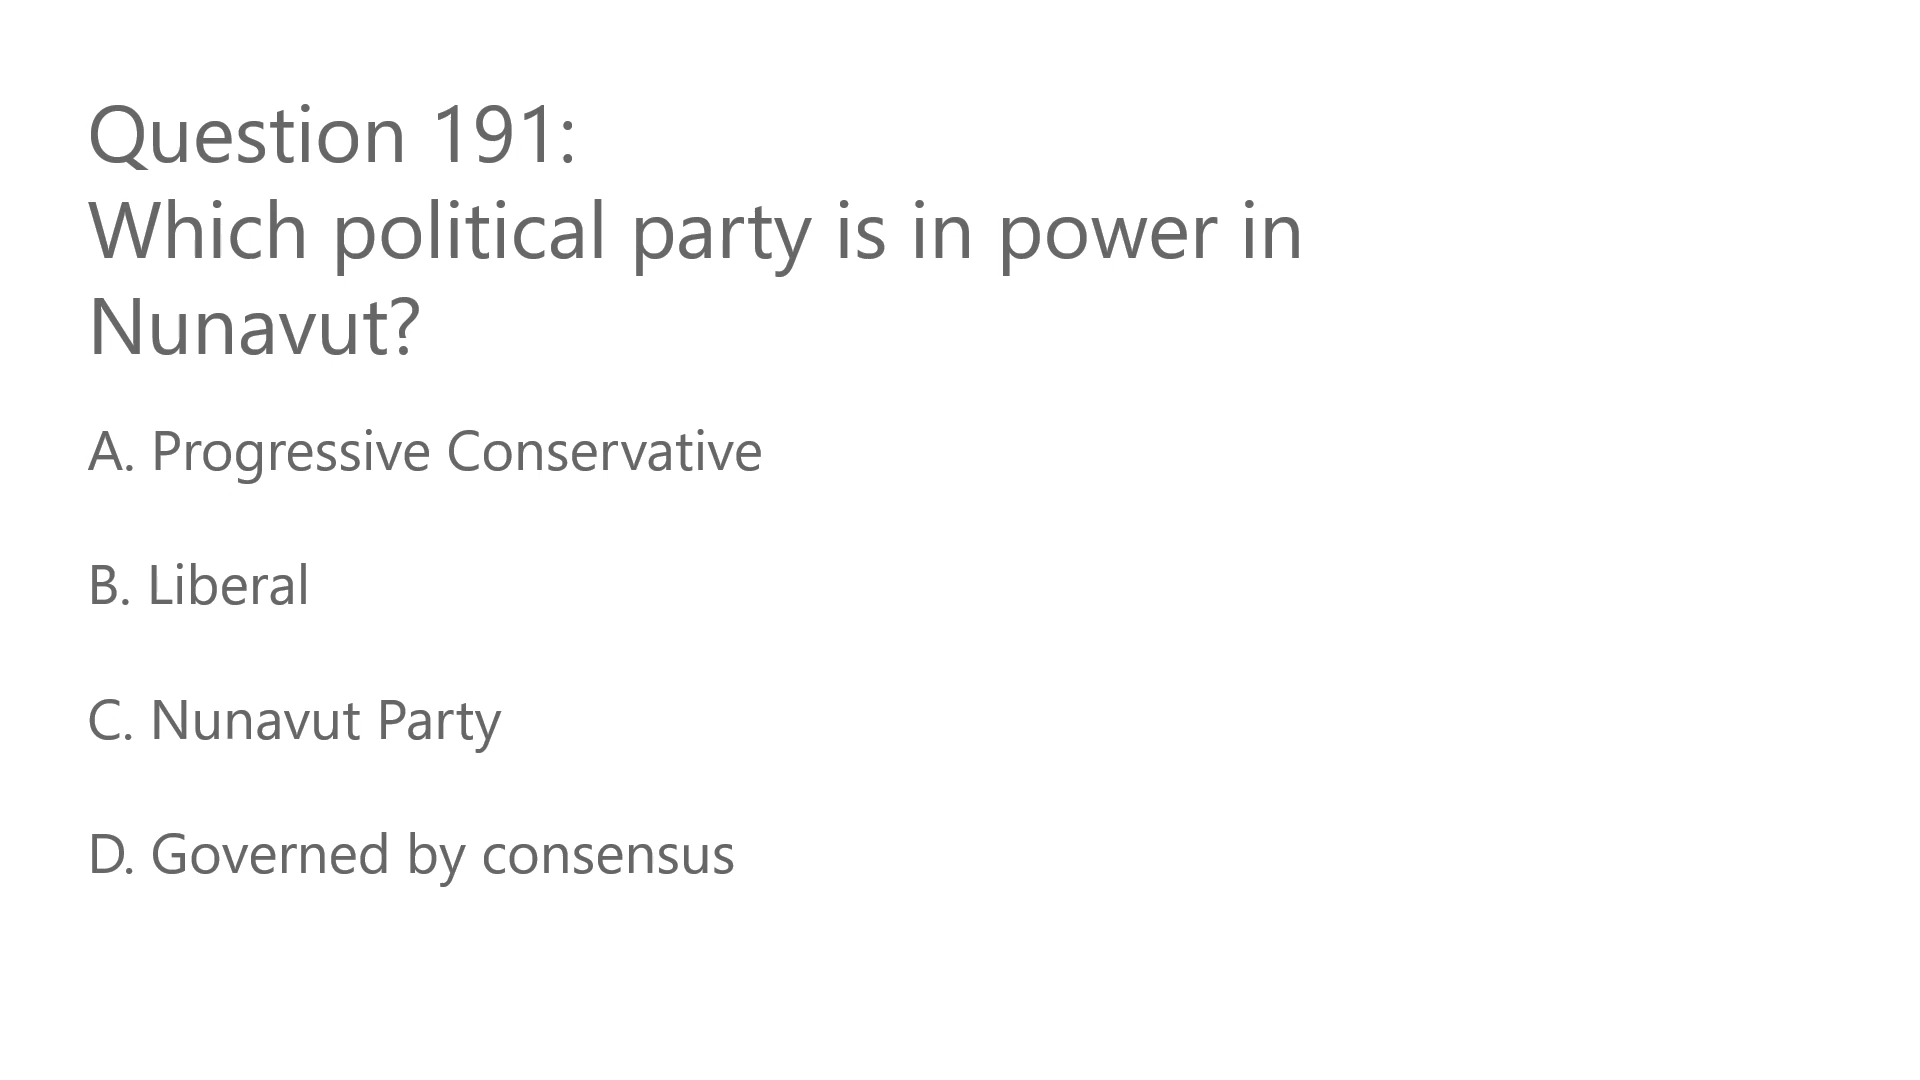 Question 191:
Which political party is in power in
Nunavut?
A. Progressive Conservative
B. Liberal
C. Nunavut Party
D. Governed by consensus